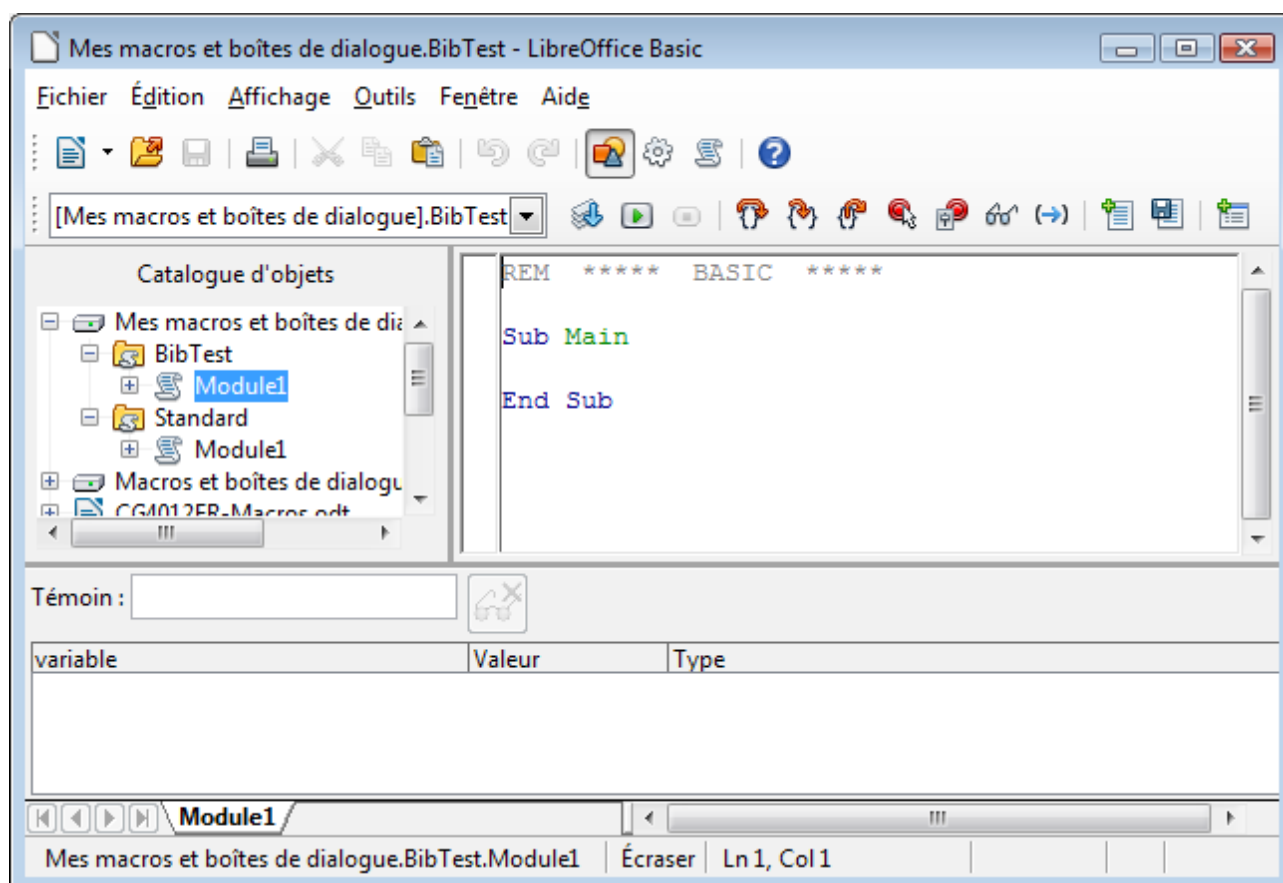 Mes macros et boîtes de dialogue.BibTest - LibreOffice Basic
Fichier Édition Affichage Outils Fenêtre Aide
[Mes macros et boîtes de dialogue].BibTest
Catalogue d'objets
Mes macros et boîtes de dia
BibTest
Module1
Standard
Module1
Macros et boîtes de dialogu
CG4012FR-Macros.odt
REM ***** BASIC *****
Sub Main
End Sub
Témoin :
variable Valeur Type
Module1
Mes macros et boîtes de dialogue.BibTest.Module1 Écraser Ln 1, Col 1